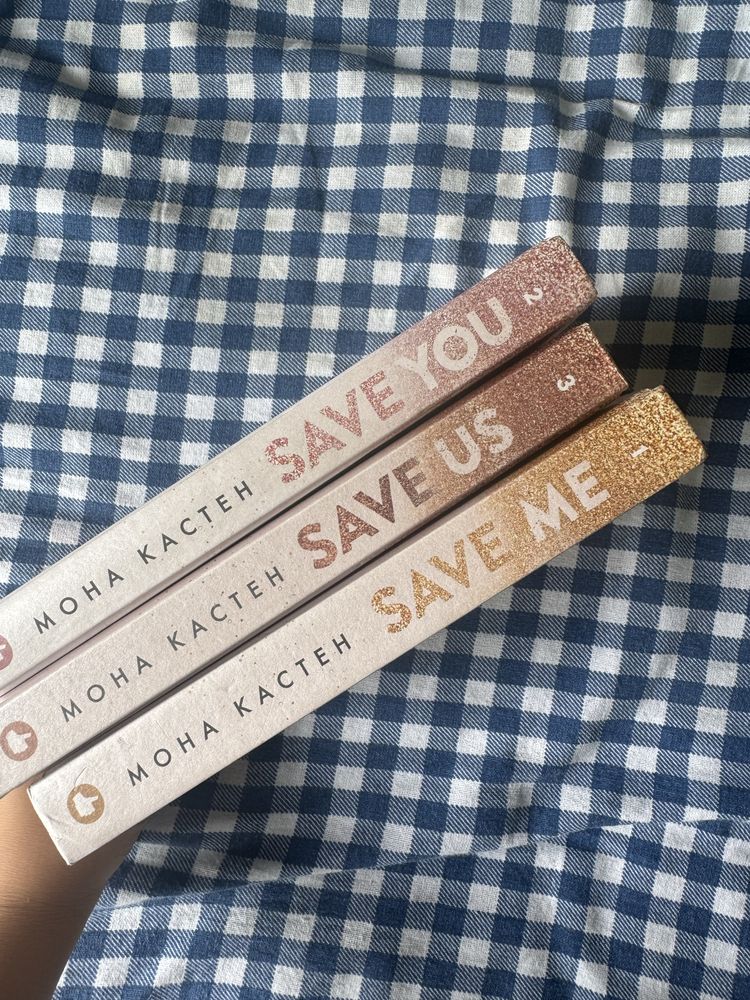 МОНА КАСТЕН SAVE YOU 2
МОНА КАСТЕН SAVE US 3
МОНА КАСТЕН SAVE ME 1